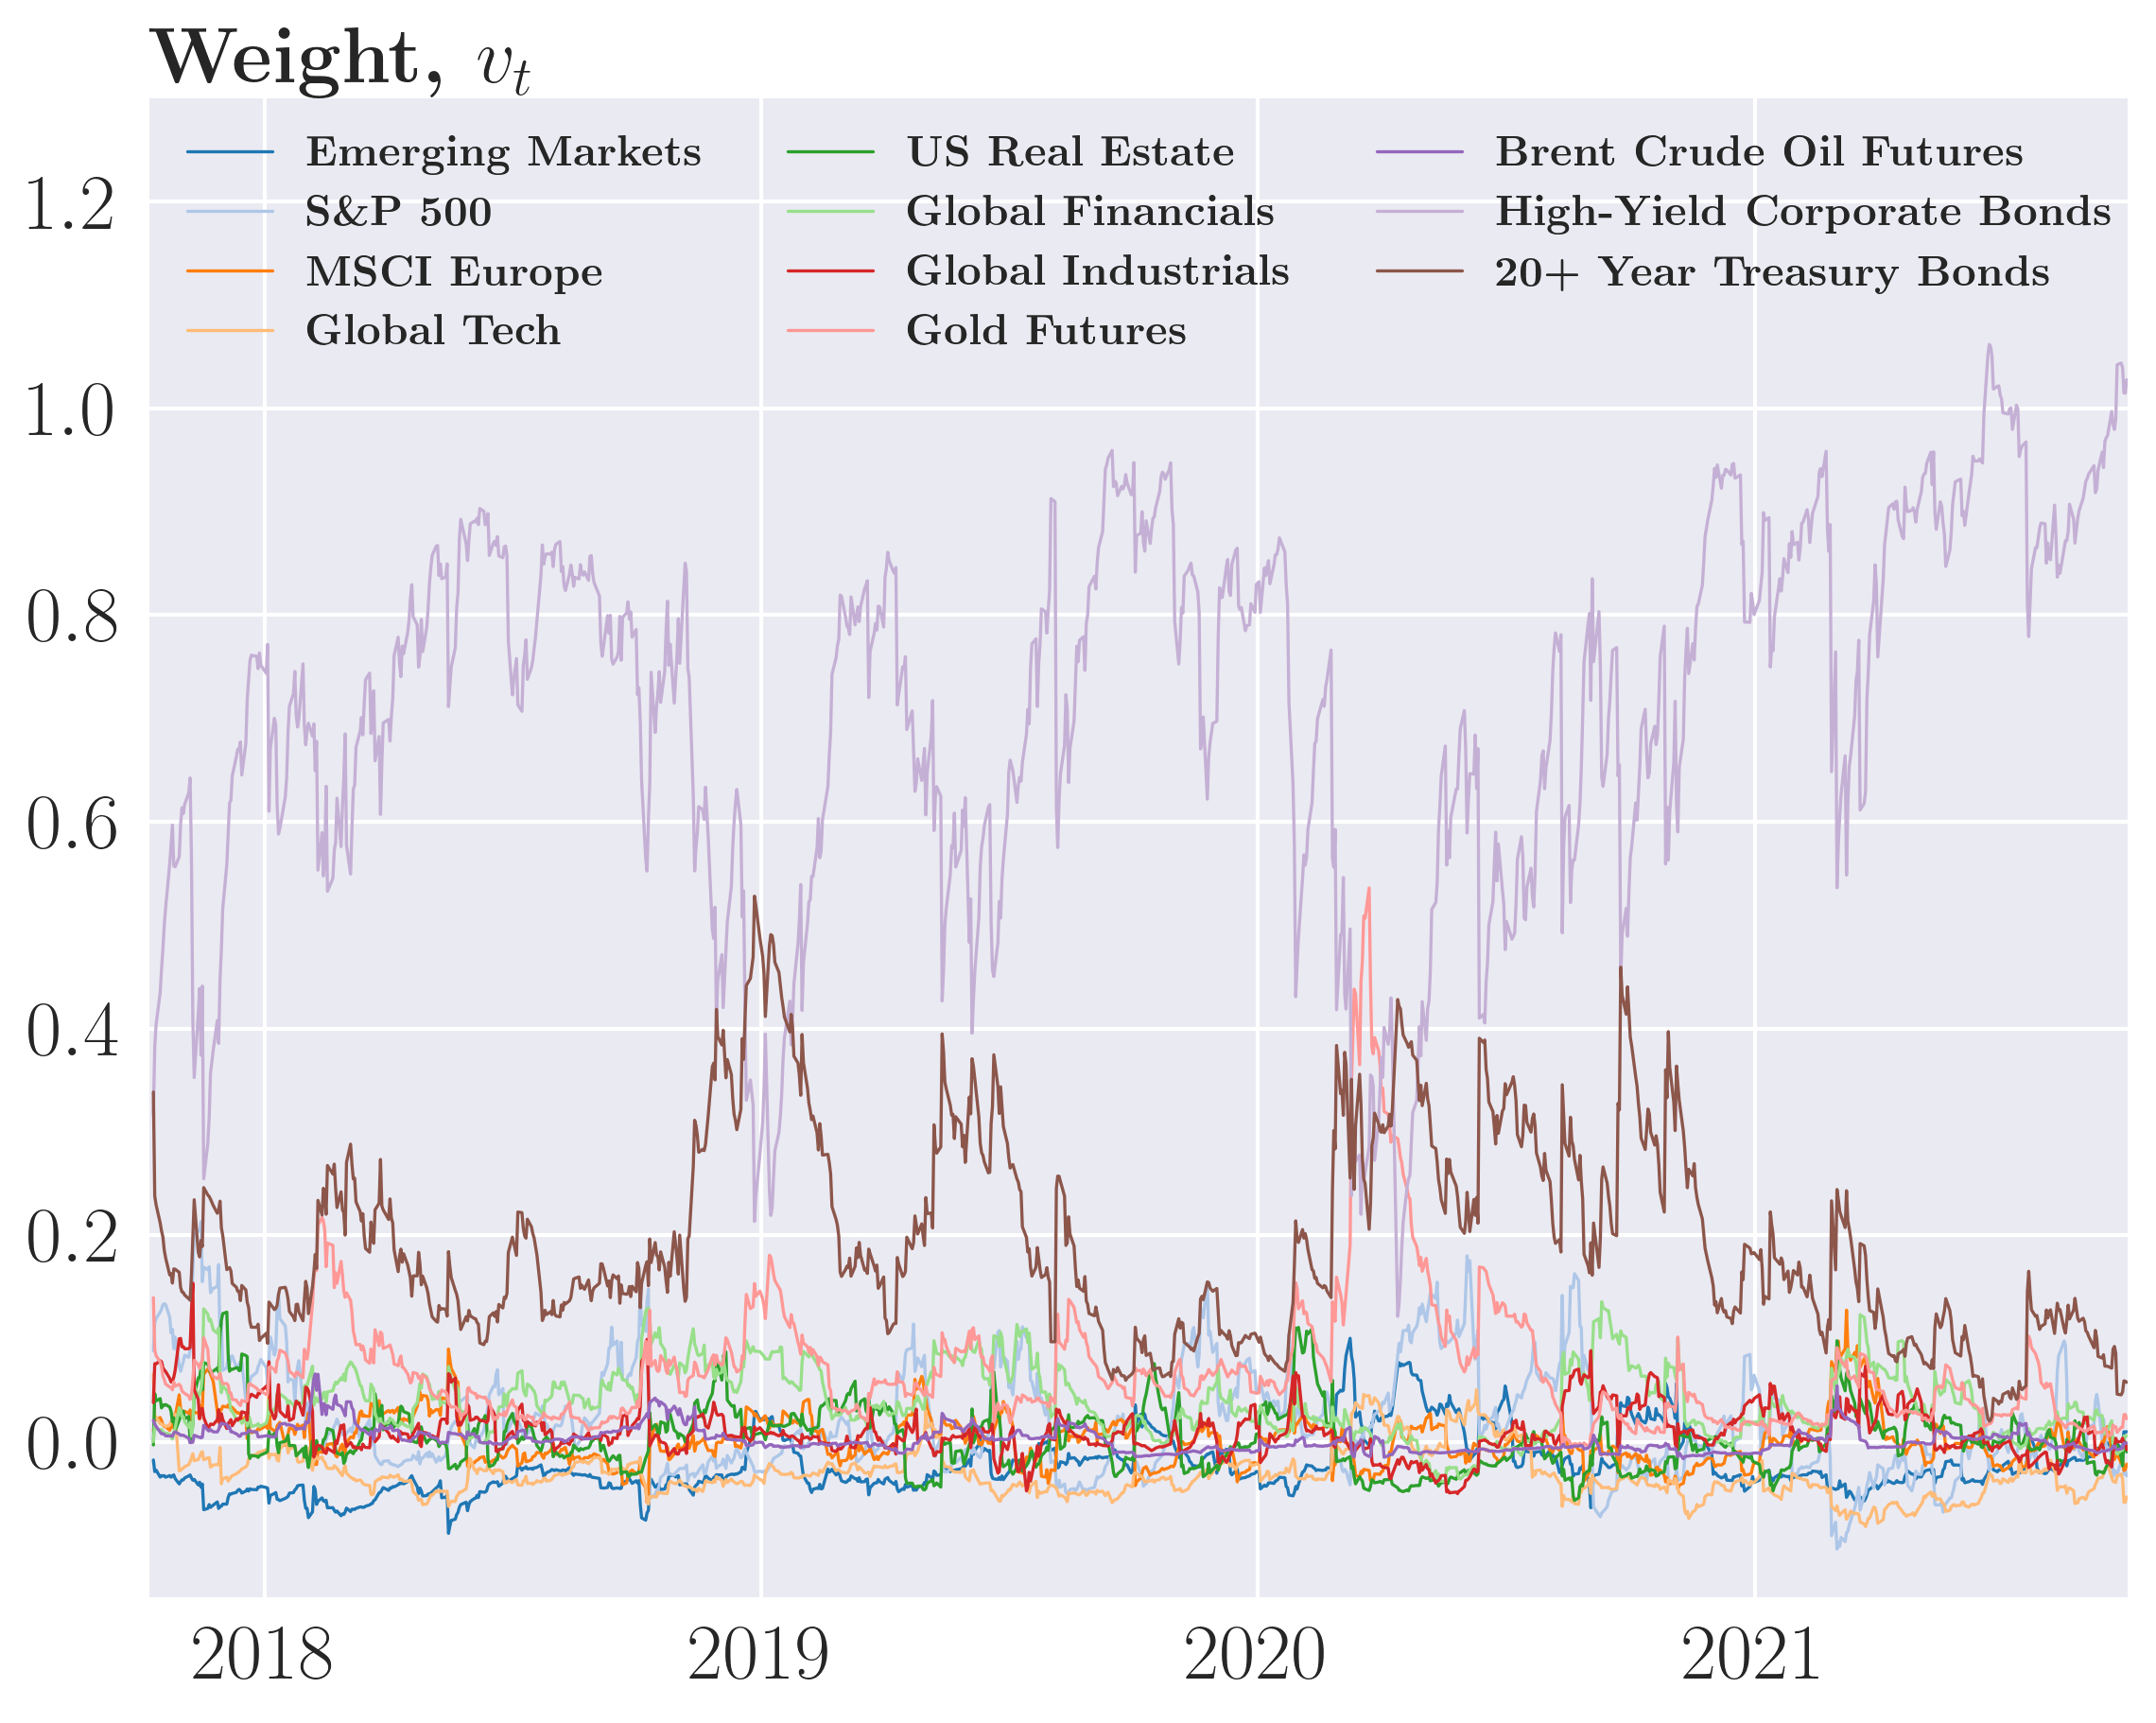 Weight, v_t
Emerging Markets
S&P 500
MSCI Europe
Global Tech
US Real Estate
Global Financials
Global Industrials
Gold Futures
Brent Crude Oil Futures
High-Yield Corporate Bonds
20+ Year Treasury Bonds
1.2
1.0
0.8
0.6
0.4
0.2
0.0
2018 2019 2020 2021